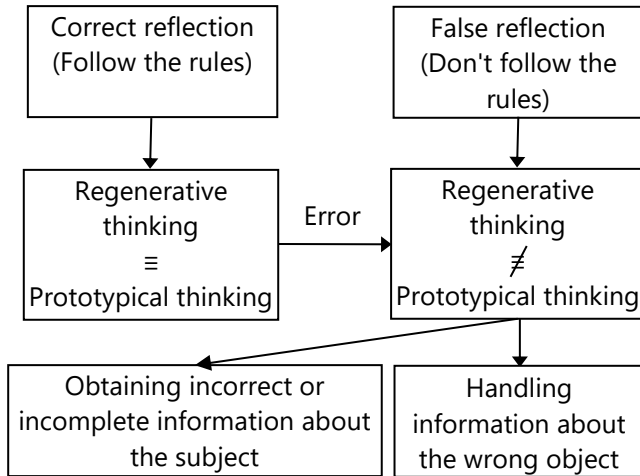 Correct reflection
(Follow the rules)
False reflection
(Don't follow the
rules)
Regenerative
thinking
≡
Prototypical thinking
Error
Regenerative
thinking
≢
Prototypical thinking
Obtaining incorrect or
incomplete information about
the subject
Handling
information about
the wrong object